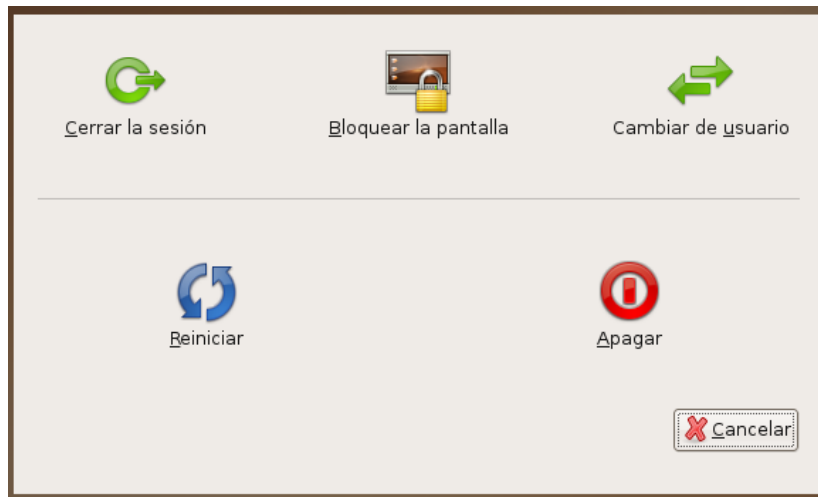 Cerrar la sesión
Bloquear la pantalla
Cambiar de usuario
Reiniciar
Apagar
Cancelar